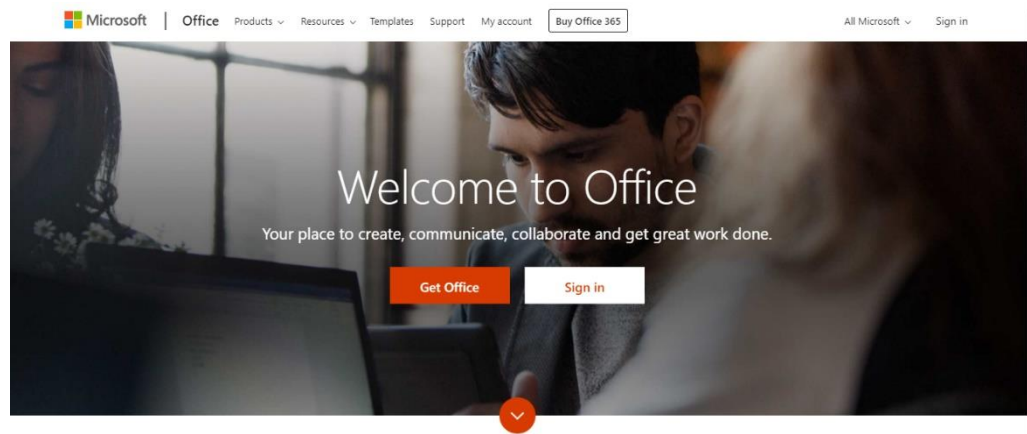 Microsoft Office Products Resources Templates Support My account Buy Office 365 All Microsoft Sign in
Welcome to Office
Your place to create, communicate, collaborate and get great work done.
Get Office Sign in